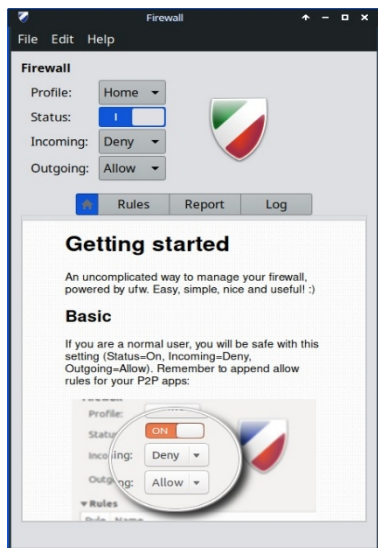 Firewall
File Edit Help
Firewall
Profile: Home
Status:
Incoming: Deny
Outgoing: Allow
Rules Report Log
Getting started
An uncomplicated way to manage your firewall,
powered by ufw. Easy, simple, nice and useful! :)
Basic
If you are a normal user, you will be safe with this
setting (Status=On, Incoming=Deny,
Outgoing=Allow). Remember to append allow
rules for your P2P apps:
Profile:
ON
Deny
Allow
Rules
Rule Name